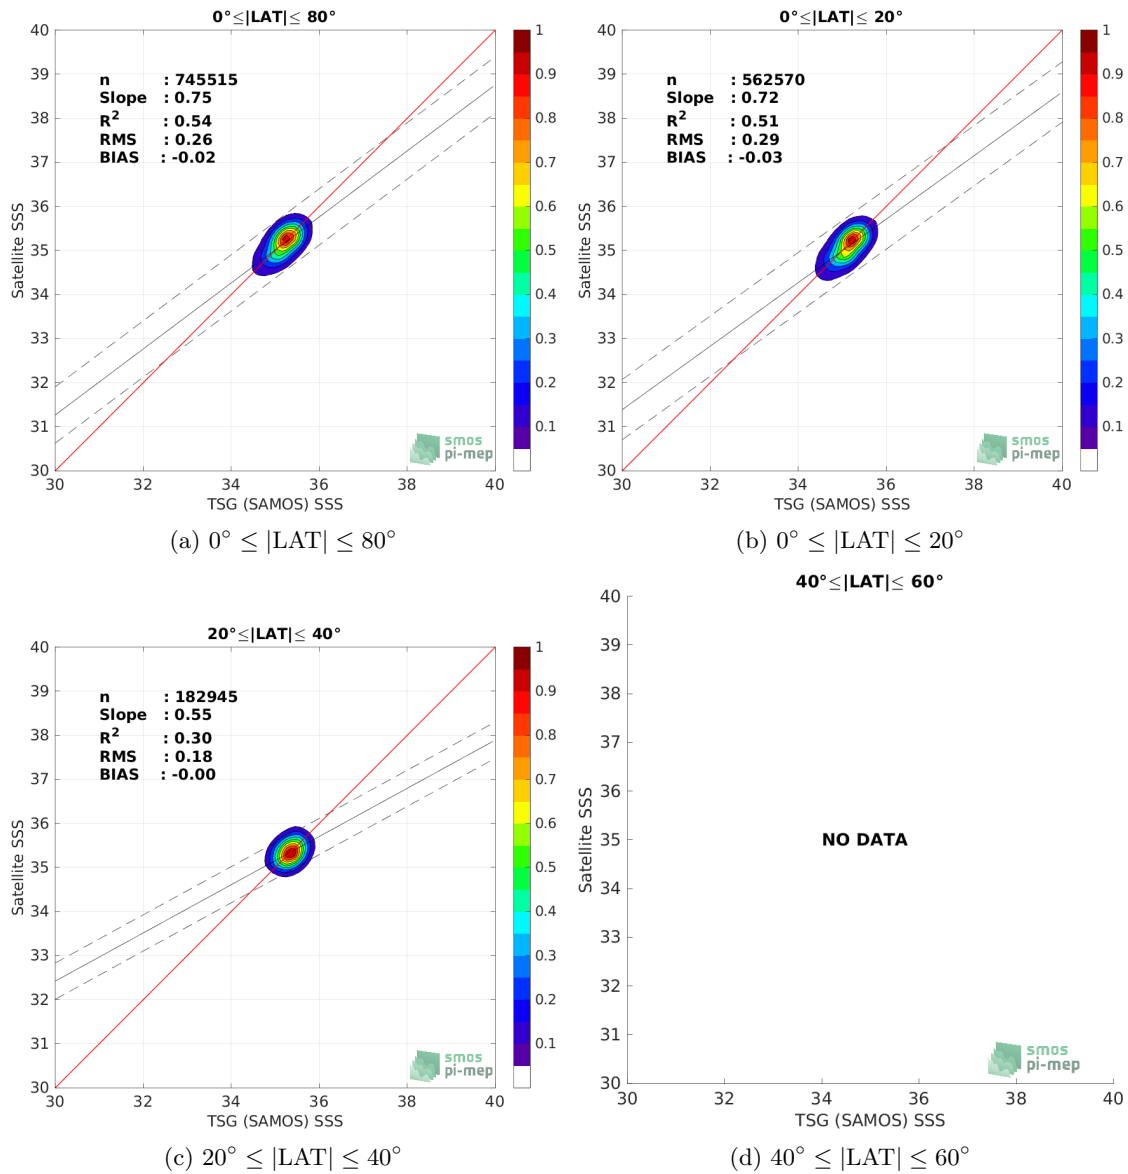 0°≤|LAT|≤ 80°
40
39
38
37
36
35
34
33
32
31
30
Satellite SSS
n : 745515
Slope : 0.75
R2 : 0.54
RMS : 0.26
BIAS : -0.02
1
0.9
0.8
0.7
0.6
0.5
0.4
0.3
0.2
0.1
smos
pi-mep
30 32 34 36 38 40
TSG (SAMOS) SSS
(a) 0° ≤ |LAT| ≤ 80°
0°≤|LAT|≤ 20°
40
39
38
37
36
35
34
33
32
31
30
Satellite SSS
n : 562570
Slope : 0.72
R2 : 0.51
RMS : 0.29
BIAS : -0.03
1
0.9
0.8
0.7
0.6
0.5
0.4
0.3
0.2
0.1
smos
pi-mep
30 32 34 36 38 40
TSG (SAMOS) SSS
(b) 0° ≤ |LAT| ≤ 20°
20°≤|LAT|≤ 40°
40
39
38
37
36
35
34
33
32
31
30
Satellite SSS
n : 182945
Slope : 0.55
R2 : 0.30
RMS : 0.18
BIAS : -0.00
1
0.9
0.8
0.7
0.6
0.5
0.4
0.3
0.2
0.1
smos
pi-mep
30 32 34 36 38 40
TSG (SAMOS) SSS
(c) 20° ≤ |LAT| ≤ 40°
40°≤|LAT|≤ 60°
40
39
38
37
36
35
34
33
32
31
30
Satellite SSS
NO DATA
smos
pi-mep
30 32 34 36 38 40
TSG (SAMOS) SSS
(d) 40° ≤ |LAT| ≤ 60°